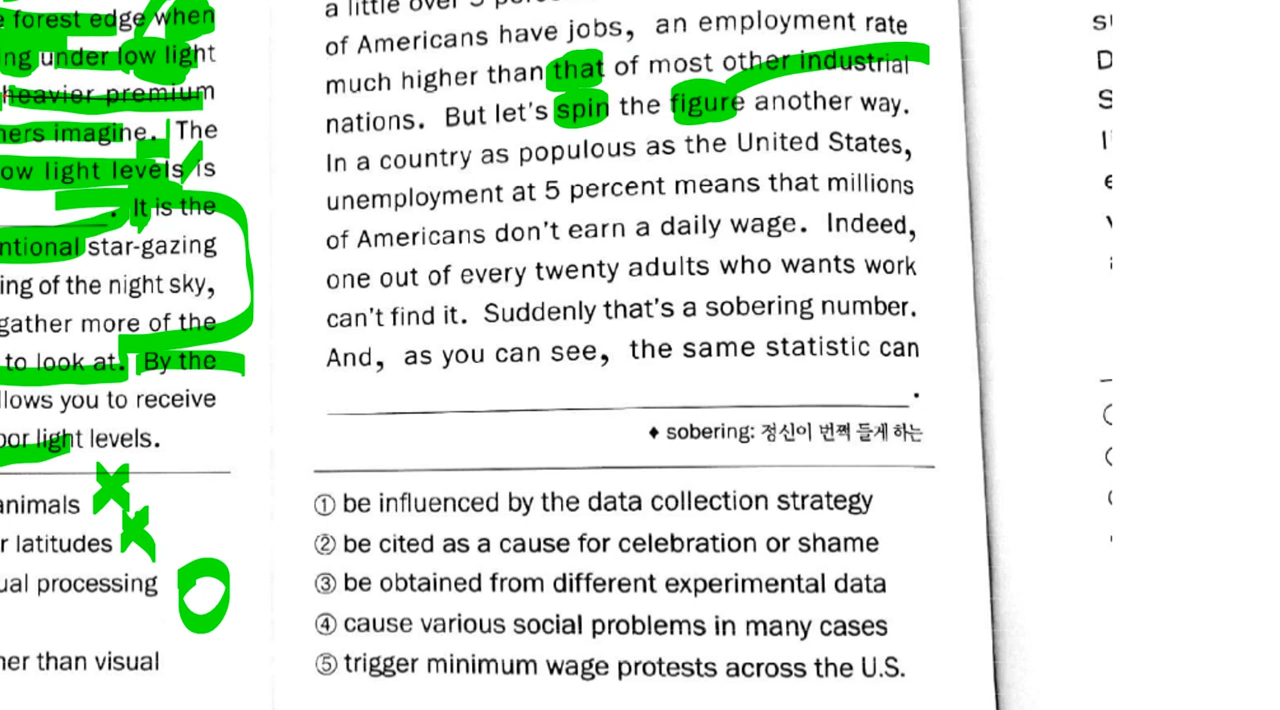 forest edge when
ng under low light
heavier premium
ners imagine. The
ow light levels is
. It is the
ntional star-gazing
ing of the night sky,
gather more of the
to look at. By the
llows you to receive
oor light levels.
animals
r latitudes
ual processing
her than visual
a little over 5
of Americans have jobs, an employment rate
much higher than that of most other industrial
nations. But let's spin the figure another way.
In a country as populous as the United States,
unemployment at 5 percent means that millions
of Americans don't earn a daily wage. Indeed,
one out of every twenty adults who wants work
can't find it. Suddenly that's a sobering number.
And, as you can see, the same statistic can
.
♦ sobering: 정신이 번쩍 들게 하는
① be influenced by the data collection strategy
② be cited as a cause for celebration or shame
③ be obtained from different experimental data
④ cause various social problems in many cases
⑤ trigger minimum wage protests across the U.S.